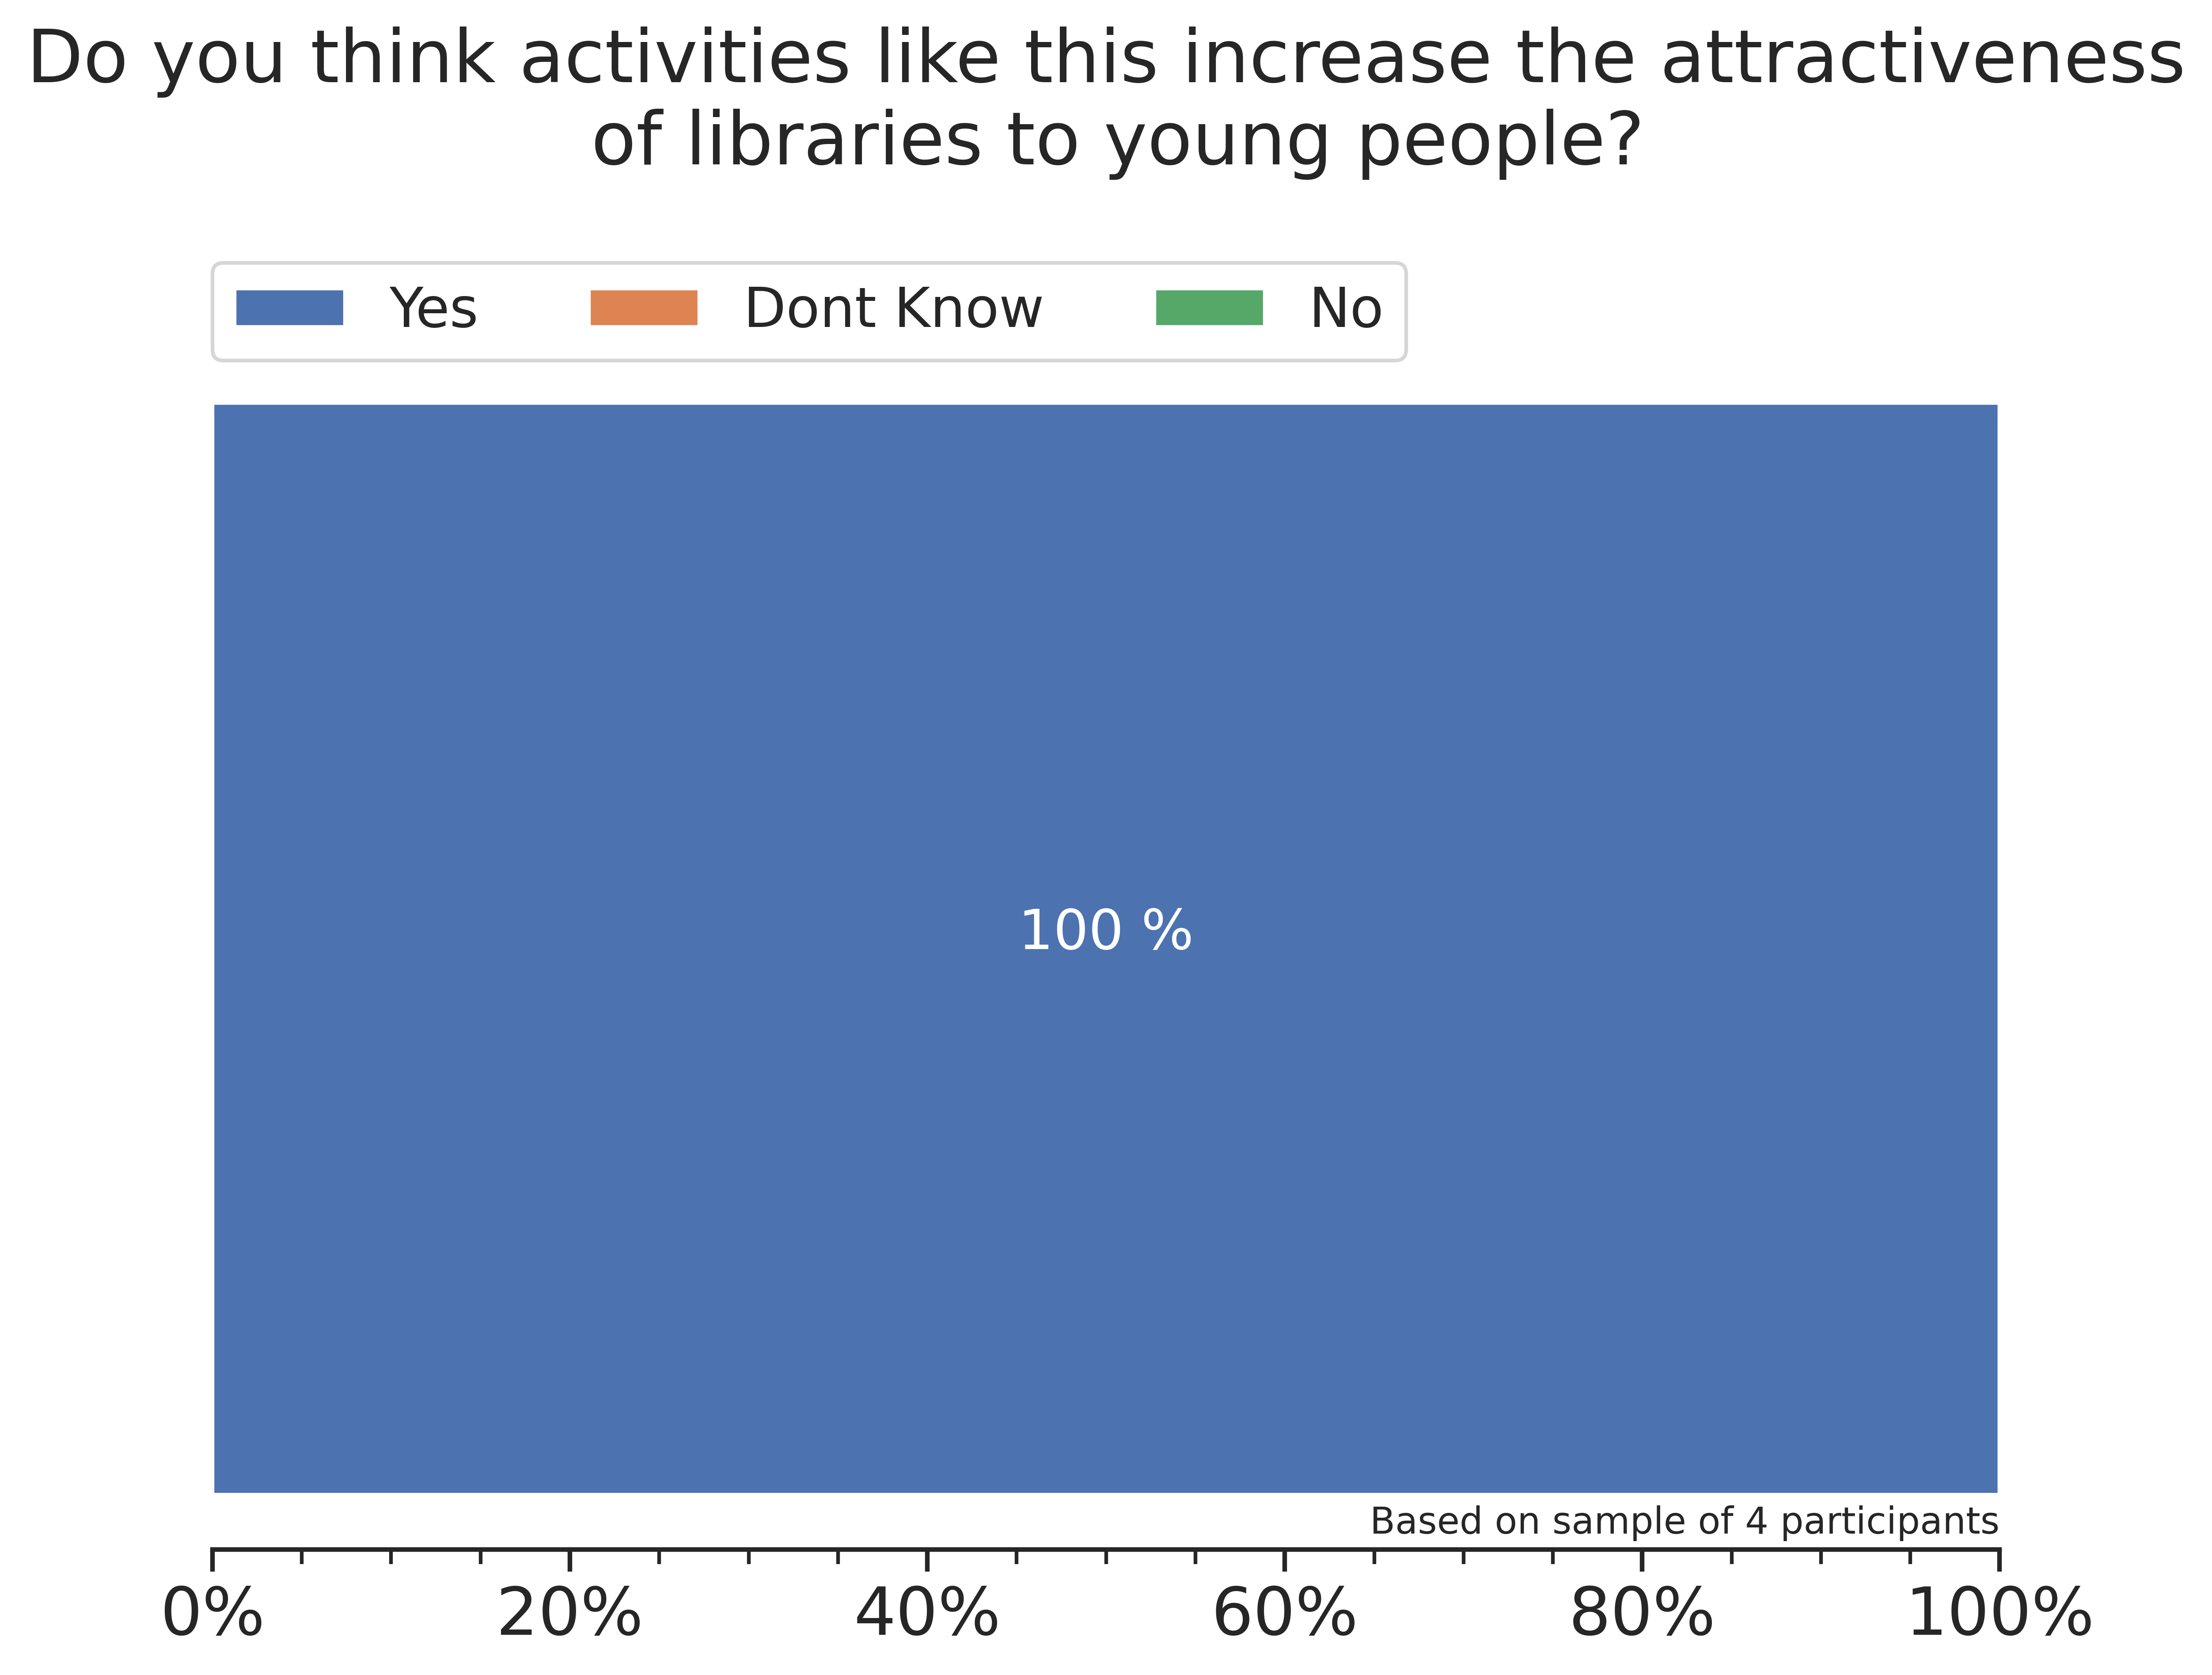 Do you think activities like this increase the attractiveness
of libraries to young people?
Yes Dont Know No
100 %
Based on sample of 4 participants
0% 20% 40% 60% 80% 100%